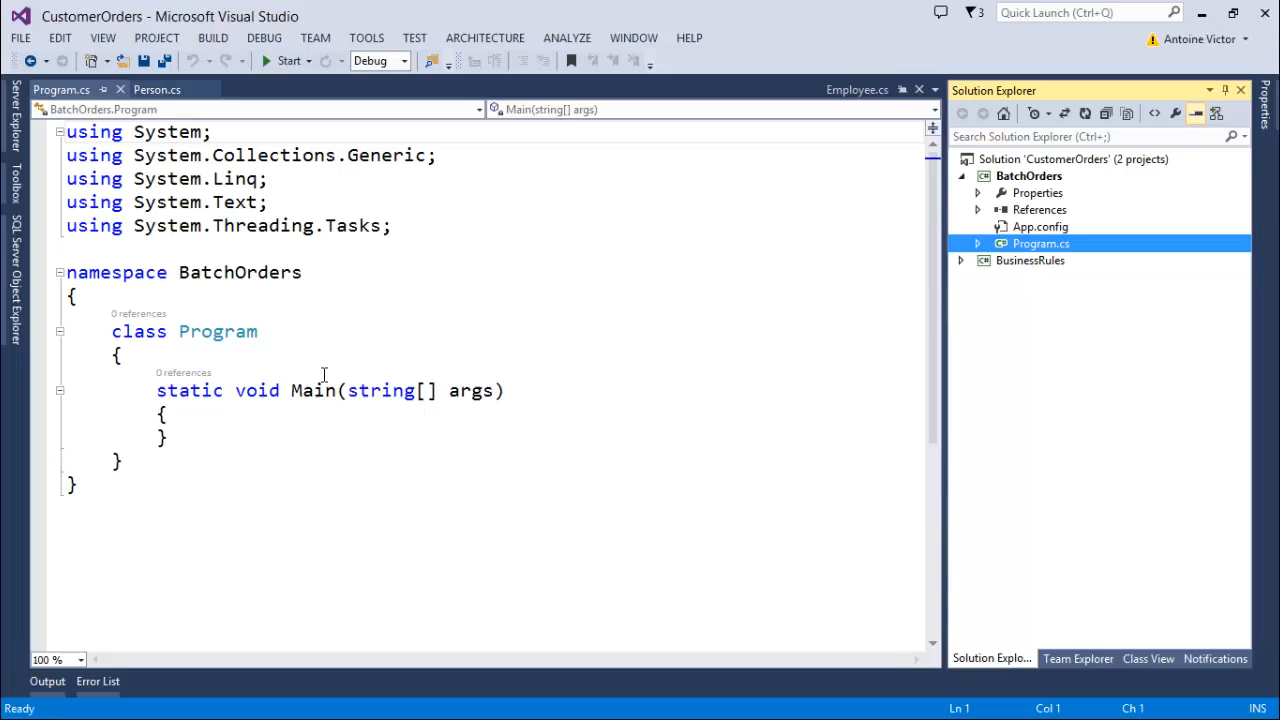 CustomerOrders - Microsoft Visual Studio
3
Quick Launch (Ctrl+Q)
FILE EDIT VIEW PROJECT BUILD DEBUG TEAM TOOLS TEST ARCHITECTURE ANALYZE WINDOW HELP
Antoine Victor
Start
Debug
Server Explorer
Toolbox
SQL Server Object Explorer
Program.cs
Person.cs
Employee.cs
BatchOrders.Program
Main(string[] args)
using System;
using System.Collections.Generic;
using System.Linq;
using System.Text;
using System.Threading.Tasks;
namespace BatchOrders
{
0 references
class Program
{
0 references
static void Main(string[] args)
{
}
}
}
100 %
Solution Explorer
Search Solution Explorer (Ctrl+;)
Solution 'CustomerOrders' (2 projects)
BatchOrders
Properties
References
App.config
Program.cs
BusinessRules
Solution Explo...
Team Explorer
Class View
Notifications
Properties
Output
Error List
Ready
Ln 1
Col 1
Ch 1
INS